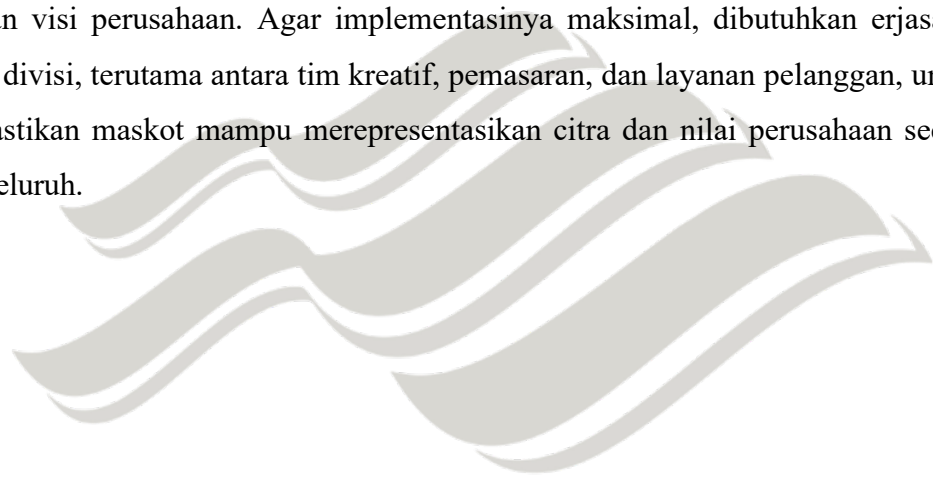 an visi perusahaan. Agar implementasinya maksimal, dibutuhkan erjasa
divisi, terutama antara tim kreatif, pemasaran, dan layanan pelanggan, un
astikan maskot mampu merepresentasikan citra dan nilai perusahaan sec
eluruh.